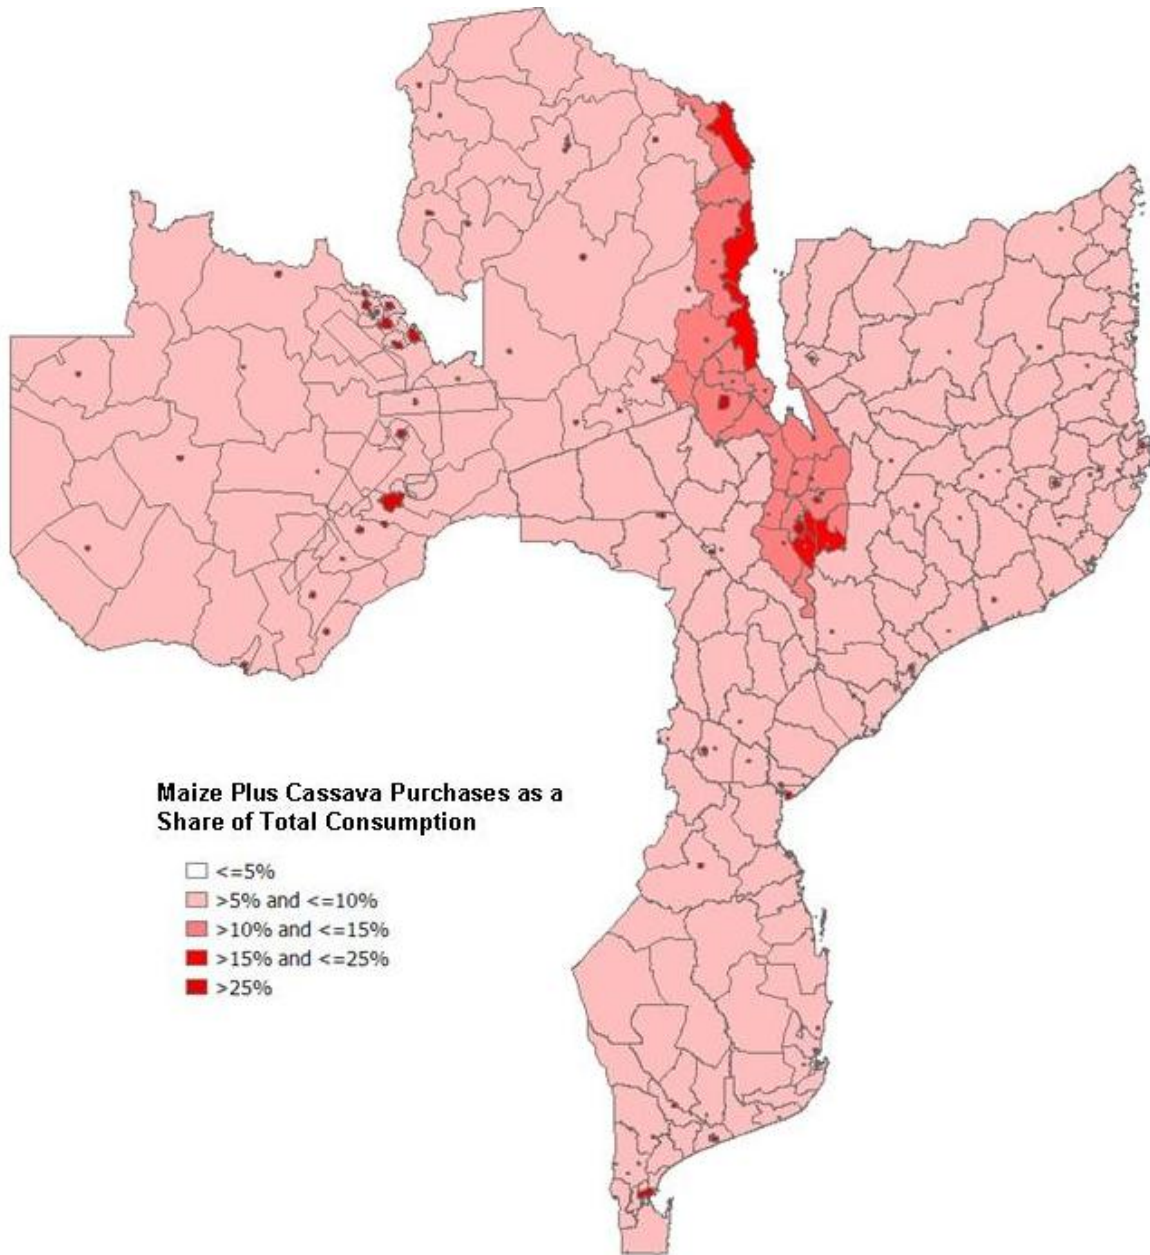 Maize Plus Cassava Purchases as a
Share of Total Consumption
<=5%
>5% and <=10%
>10% and <=15%
>15% and <=25%
>25%